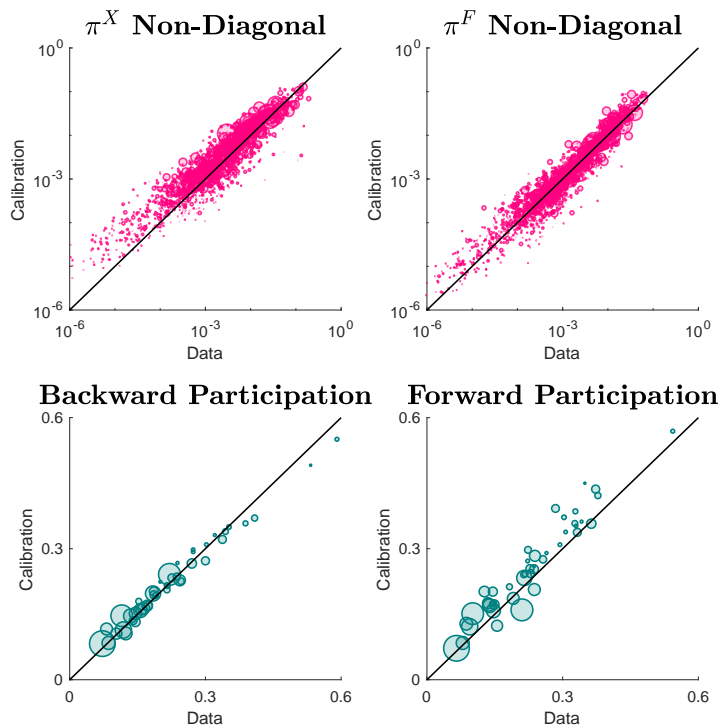 π^X Non-Diagonal
10^0
10^-3
10^-6
Calibration
10^-6 10^-3 10^0
Data
π^F Non-Diagonal
10^0
10^-3
10^-6
Calibration
10^-6 10^-3 10^0
Data
Backward Participation
0.6
0.3
0
Calibration
0 0.3 0.6
Data
Forward Participation
0.6
0.3
0
Calibration
0 0.3 0.6
Data